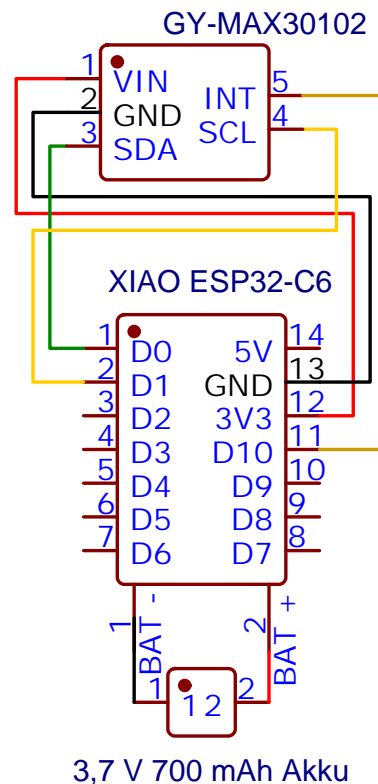 GY-MAX30102
1 VIN
2 GND
3 SDA
INT 5
SCL 4
XIAO ESP32-C6
1 D0 5V 14
2 D1 GND 13
3 D2 3V3 12
4 D3 D10 11
5 D4 D9 10
6 D5 D8 9
7 D6 D7 8
1 BAT -
2 BAT +
1 1 2 2
3,7 V 700 mAh Akku